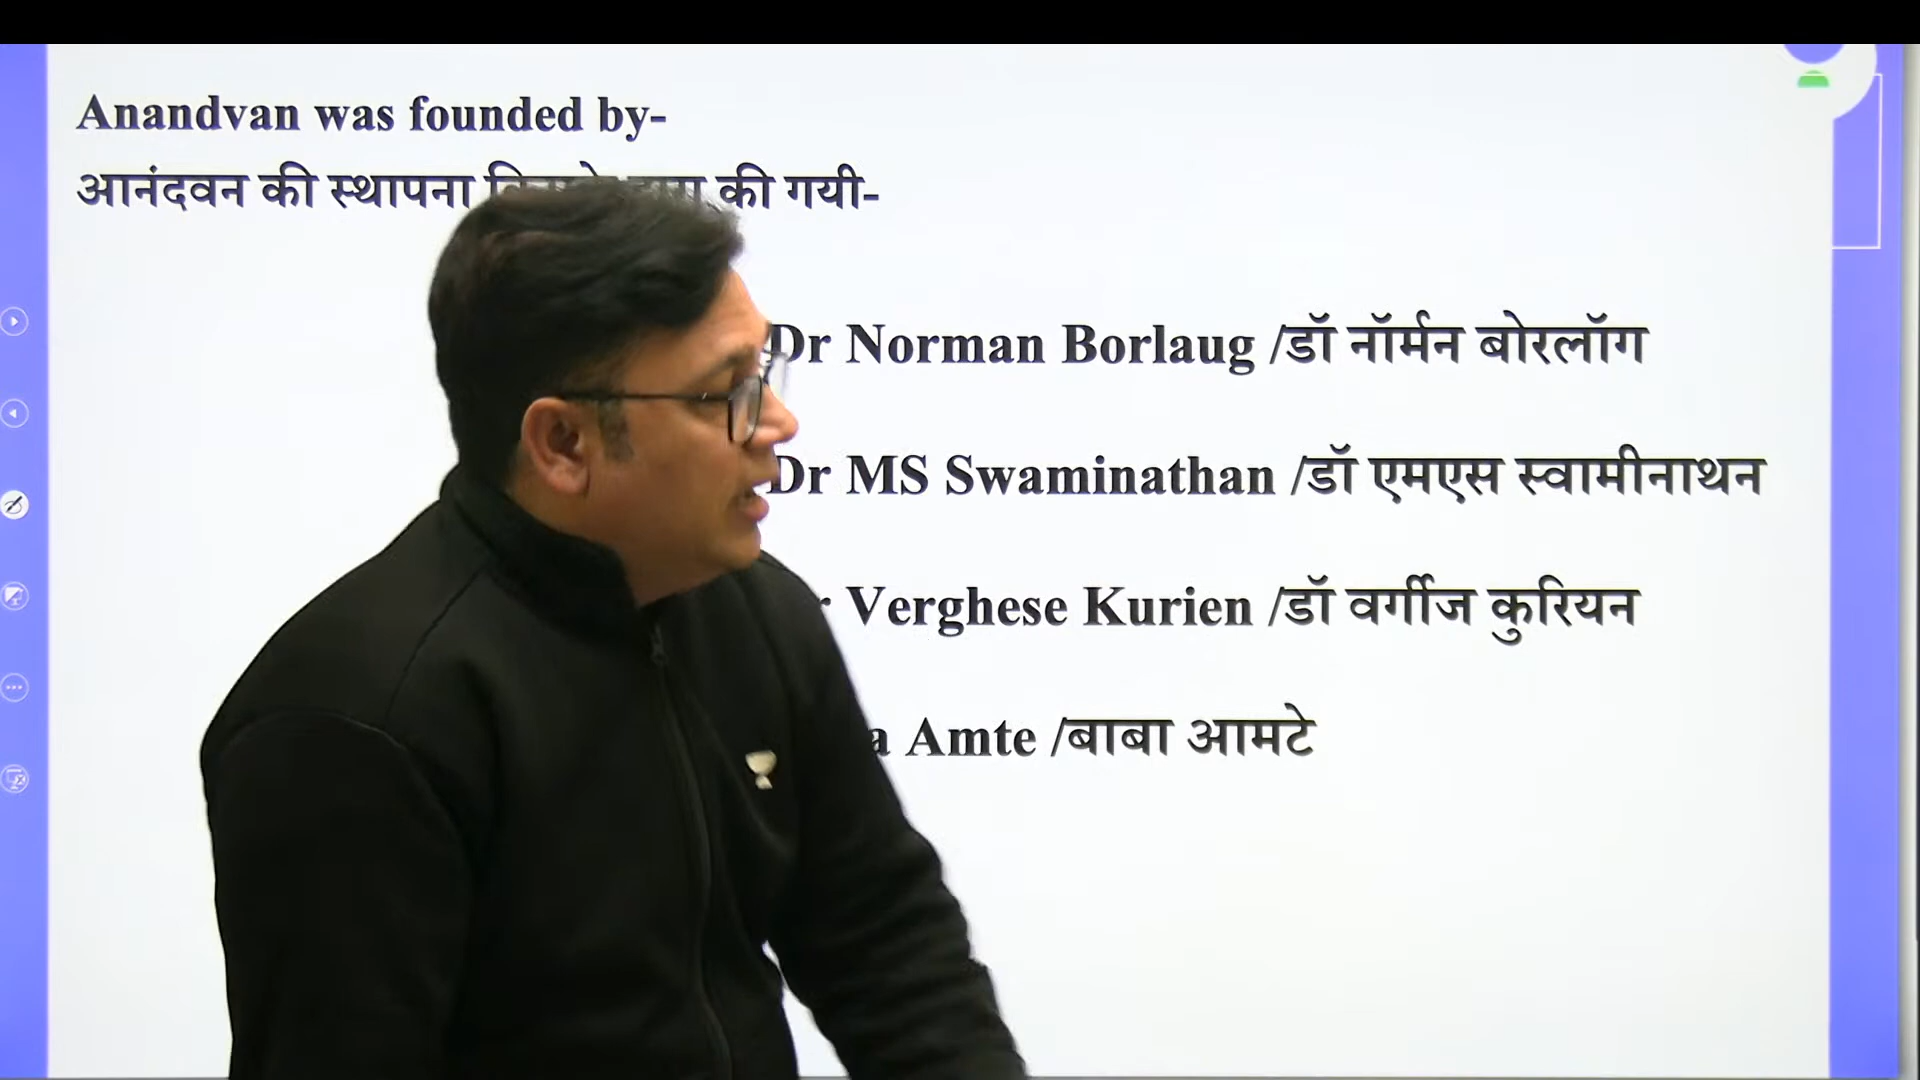 Anandvan was founded by-
आनंदवन की स्थापना की गयी-
Dr Norman Borlaug /डॉ नॉर्मन बोरलॉग
Dr MS Swaminathan /डॉ एमएस स्वामीनाथन
Verghese Kurien /डॉ वर्गीज कुरियन
Amte /बाबा आमटे